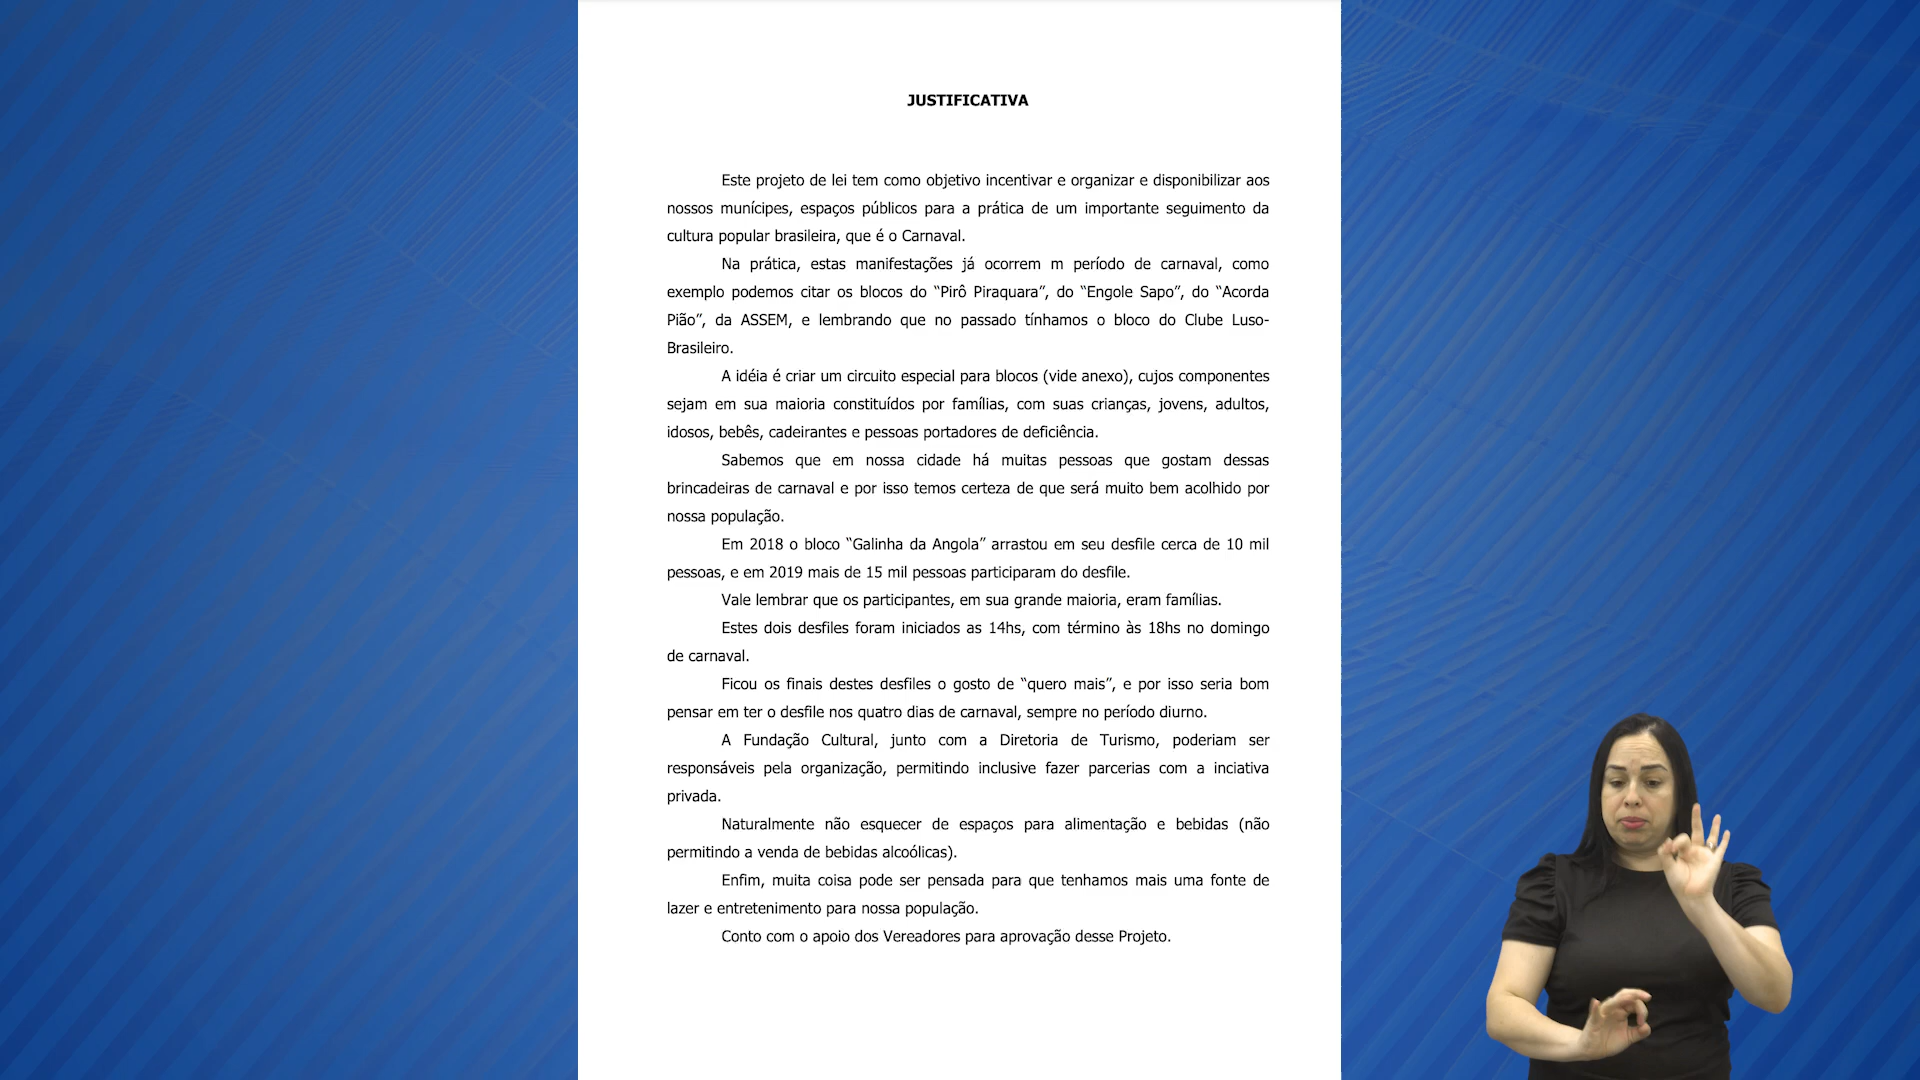 JUSTIFICATIVA
Este projeto de lei tem como objetivo incentivar e organizar e disponibilizar aos
nossos munícipes, espaços públicos para a prática de um importante seguimento da
cultura popular brasileira, que é o Carnaval.
Na prática, estas manifestações já ocorrem m período de carnaval, como
exemplo podemos citar os blocos do “Pirô Piraquara”, do “Engole Sapo”, do “Acorda
Pião”, da ASSEM, e lembrando que no passado tínhamos o bloco do Clube Luso-
Brasileiro.
A idéia é criar um circuito especial para blocos (vide anexo), cujos componentes
sejam em sua maioria constituídos por famílias, com suas crianças, jovens, adultos,
idosos, bebês, cadeirantes e pessoas portadores de deficiência.
Sabemos que em nossa cidade há muitas pessoas que gostam dessas
brincadeiras de carnaval e por isso temos certeza de que será muito bem acolhido por
nossa população.
Em 2018 o bloco “Galinha da Angola” arrastou em seu desfile cerca de 10 mil
pessoas, e em 2019 mais de 15 mil pessoas participaram do desfile.
Vale lembrar que os participantes, em sua grande maioria, eram famílias.
Estes dois desfiles foram iniciados as 14hs, com término às 18hs no domingo
de carnaval.
Ficou os finais destes desfiles o gosto de “quero mais”, e por isso seria bom
pensar em ter o desfile nos quatro dias de carnaval, sempre no período diurno.
A Fundação Cultural, junto com a Diretoria de Turismo, poderiam ser
responsáveis pela organização, permitindo inclusive fazer parcerias com a inciativa
privada.
Naturalmente não esquecer de espaços para alimentação e bebidas (não
permitindo a venda de bebidas alcoólicas).
Enfim, muita coisa pode ser pensada para que tenhamos mais uma fonte de
lazer e entretenimento para nossa população.
Conto com o apoio dos Vereadores para aprovação desse Projeto.